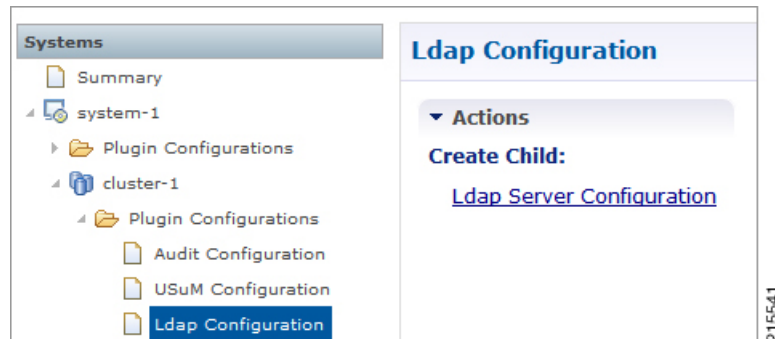 Systems
Summary
system-1
Plugin Configurations
cluster-1
Plugin Configurations
Audit Configuration
USuM Configuration
Ldap Configuration
Ldap Configuration
Actions
Create Child:
Ldap Server Configuration